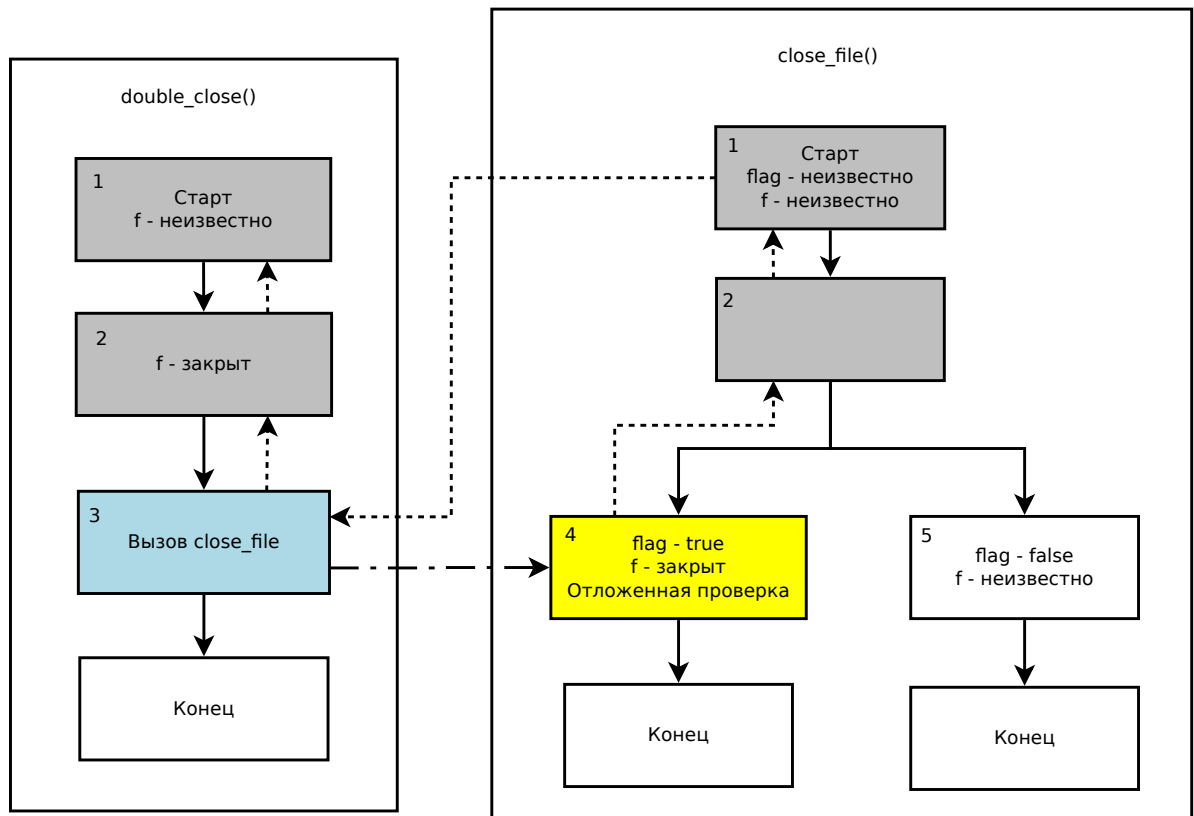 double_close()
1
Старт
f - неизвестно
2
f - закрыт
3
Вызов close_file
Конец
close_file()
1
Старт
flag - неизвестно
f - неизвестно
2
4
flag - true
f - закрыт
Отложенная проверка
Конец
5
flag - false
f - неизвестно
Конец